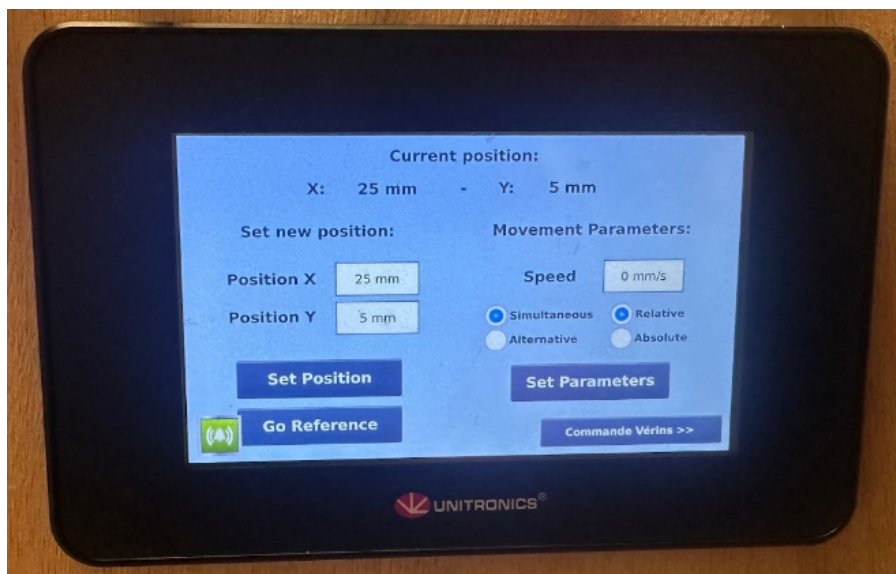 Current position:
X: 25 mm - Y: 5 mm
Set new position:
Movement Parameters:
Position X 25 mm
Speed 0 mm/s
Position Y 5 mm
Simultaneous Relative
Alternative Absolute
Set Position
Set Parameters
Go Reference
Commande Vérins >>
UNITRONICS®